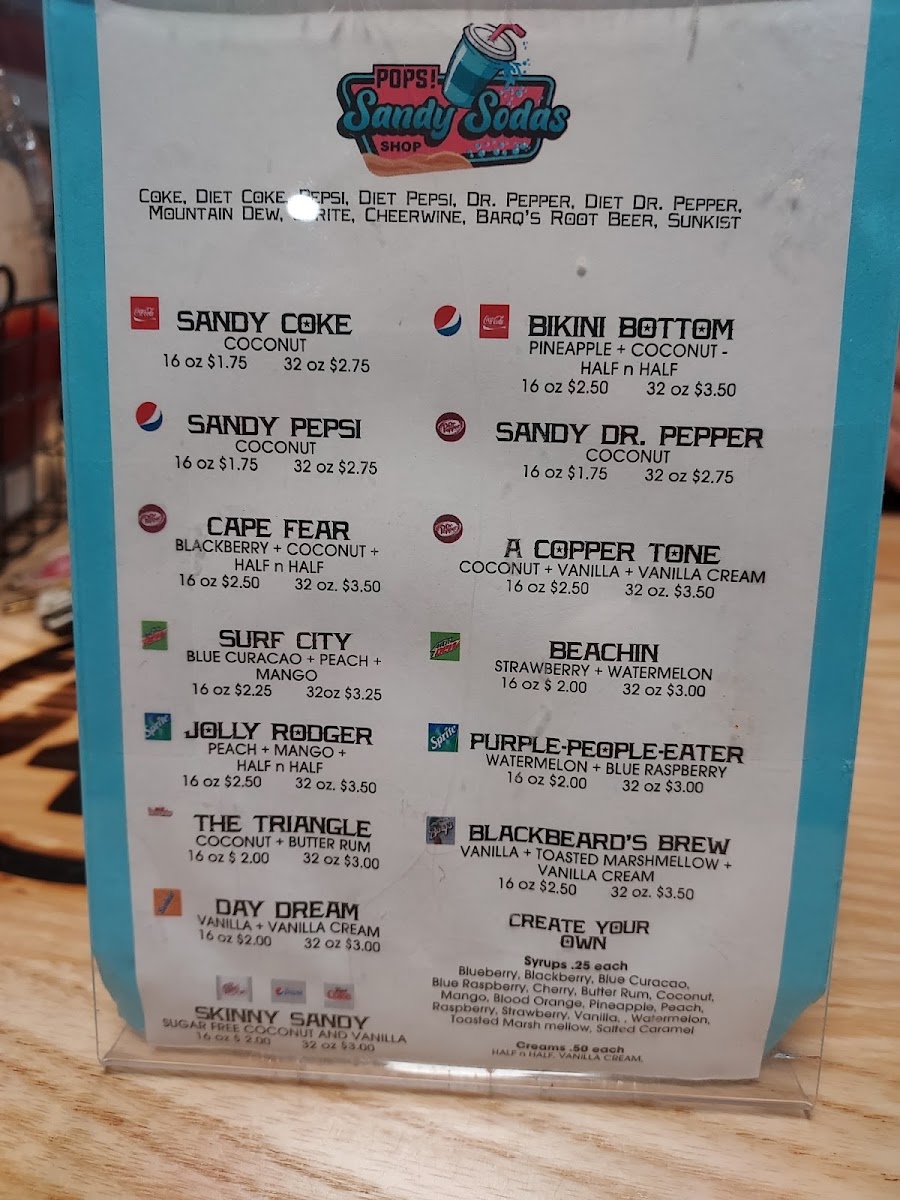 POPS!
Sandy Sodas
SHOP
COKE, DIET COKE, PEPSI, DIET PEPSI, DR. PEPPER, DIET DR. PEPPER,
MOUNTAIN DEW, CHEERWINE, BARQ'S ROOT BEER, SUNKIST
Coca-Cola
SANDY COKE
COCONUT
16 oz $1.75 32 oz $2.75
Coca-Cola
BIKINI BOTTOM
PINEAPPLE + COCONUT -
HALF n HALF
16 oz $2.50 32 oz $3.50
SANDY PEPSI
COCONUT
16 oz $1.75 32 oz $2.75
Dr Pepper
SANDY DR. PEPPER
COCONUT
16 oz $1.75 32 oz $2.75
Dr Pepper
CAPE FEAR
BLACKBERRY + COCONUT +
HALF n HALF
16 oz $2.50 32 oz. $3.50
Dr Pepper
A COPPER TONE
COCONUT + VANILLA + VANILLA CREAM
16 oz $2.50 32 oz. $3.50
SURF CITY
BLUE CURACAO + PEACH +
MANGO
16 oz $2.25 32oz $3.25
BEACHIN
STRAWBERRY + WATERMELON
16 oz $ 2.00 32 oz $3.00
Sprite
JOLLY RODGER
PEACH + MANGO +
HALF n HALF
16 oz $2.50 32 oz. $3.50
Sprite
PURPLE-PEOPLE-EATER
WATERMELON + BLUE RASPBERRY
16 oz $2.00 32 oz $3.00
THE TRIANGLE
COCONUT + BUTTER RUM
16 oz $ 2.00 32 oz $3.00
BLACKBEARD'S BREW
VANILLA + TOASTED MARSHMELLOW +
VANILLA CREAM
16 oz $2.50 32 oz. $3.50
DAY DREAM
VANILLA + VANILLA CREAM
16 oz $2.00 32 oz $3.00
SKINNY SANDY
SUGAR FREE COCONUT AND VANILLA
16 oz $ 2.00 32 oz $3.00
CREATE YOUR
OWN
Syrups .25 each
Blueberry, Blackberry, Blue Curacao,
Blue Raspberry, Cherry, Butter Rum, Coconut,
Mango, Blood Orange, Pineapple, Peach,
Raspberry, Strawberry, Vanilla, , Watermelon,
Toasted Marsh mellow, Salted Caramel
Creams .50 each
HALF n HALF, VANILLA CREAM,